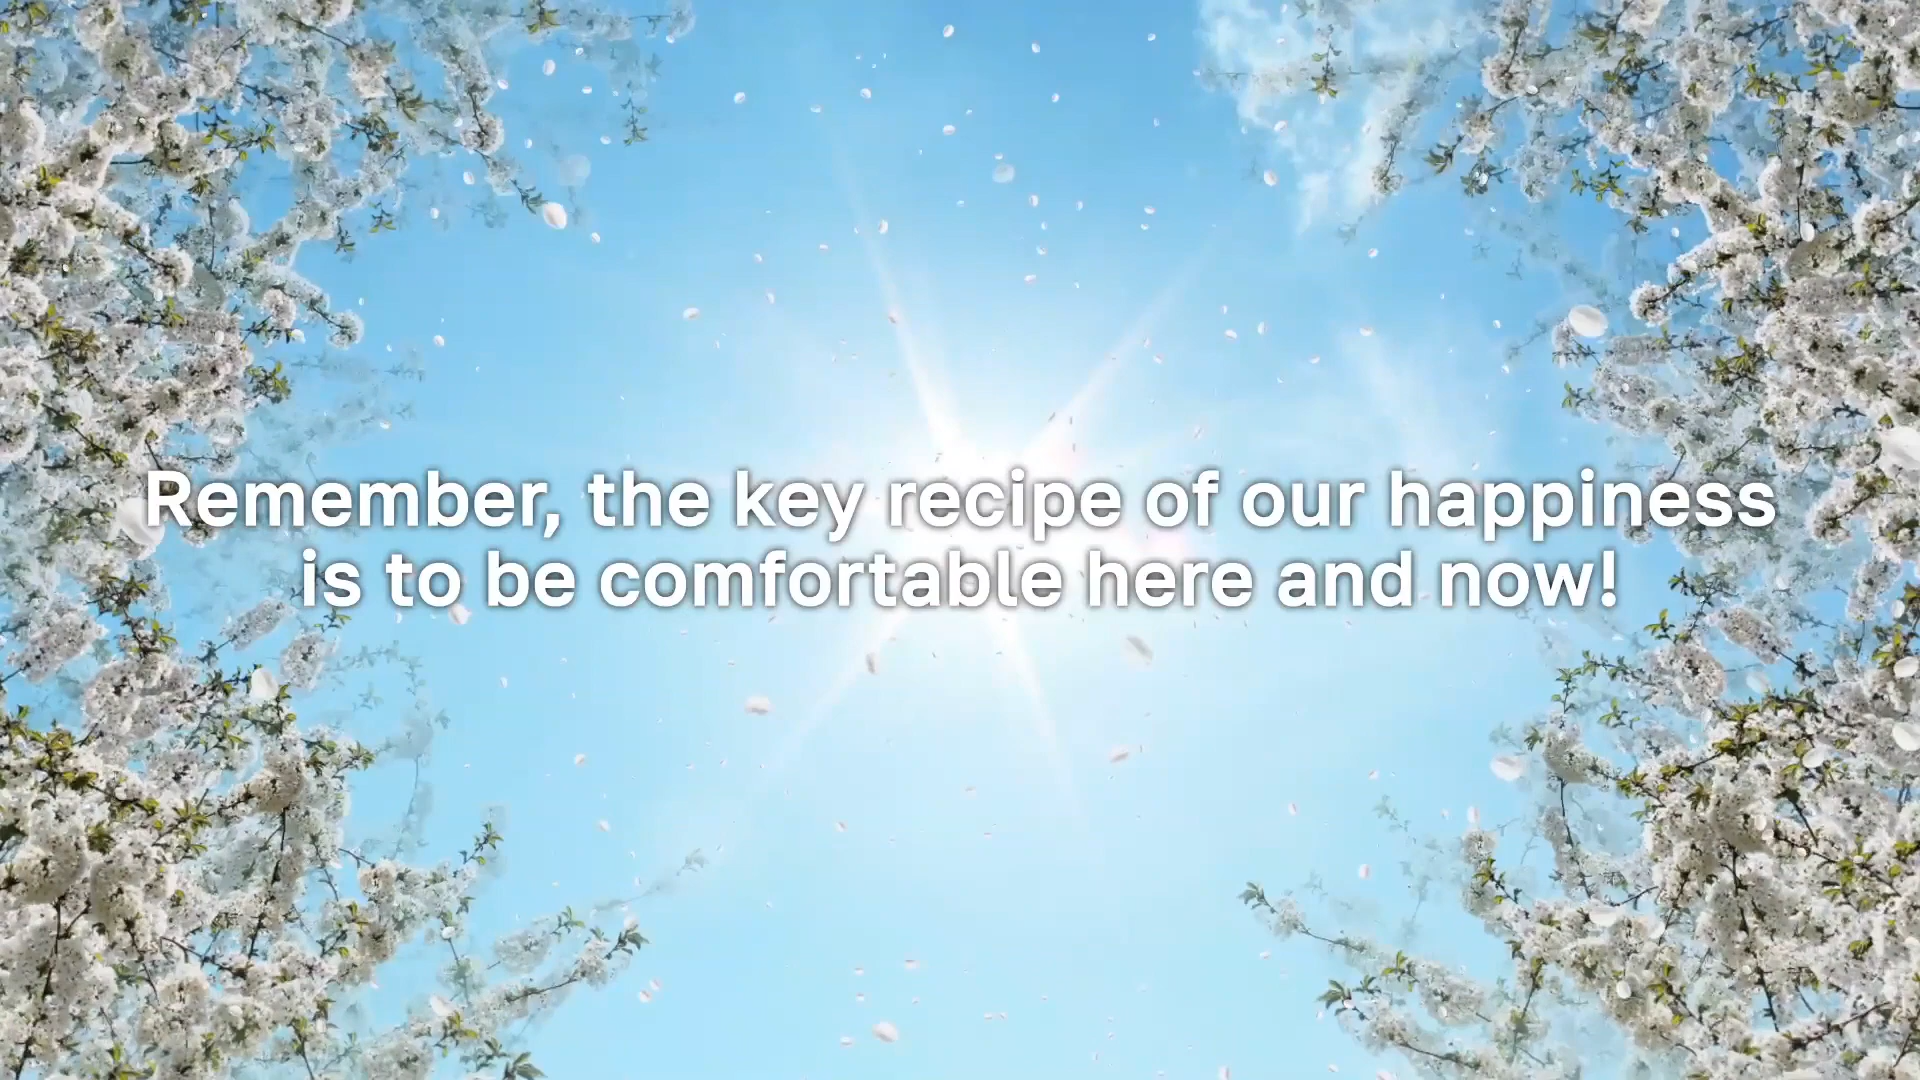 Remember, the key recipe of our happiness
is to be comfortable here and now!